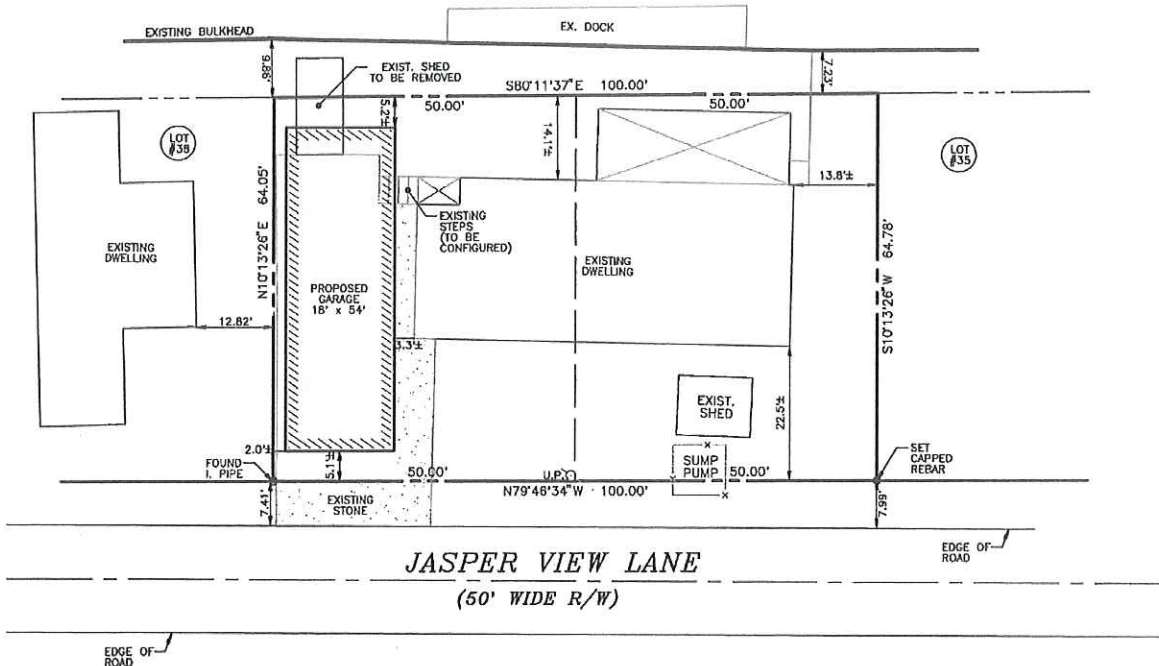 EXISTING BULKHEAD
EX. DOCK
9.86'
EXIST. SHED
TO BE REMOVED
7.23'
S80°11'37"E 100.00'
50.00'
50.00'
5.2'±
14.1'±
LOT
#38
LOT
#35
13.8'±
N10°13'26"E 64.05'
EXISTING
STEPS
(TO BE
CONFIGURED)
EXISTING
DWELLING
EXISTING
DWELLING
S10°13'26"W 64.78'
PROPOSED
GARAGE
18' x 54'
12.82'
3.3'±
EXIST.
SHED
22.5'±
2.0'±
SET
CAPPED
REBAR
FOUND
I. PIPE
5.1'±
50.00'
U.P.
SUMP
PUMP
50.00'
N79°46'34"W 100.00'
7.41'
EXISTING
STONE
7.99'
EDGE OF
ROAD
JASPER VIEW LANE
(50' WIDE R/W)
EDGE OF
ROAD